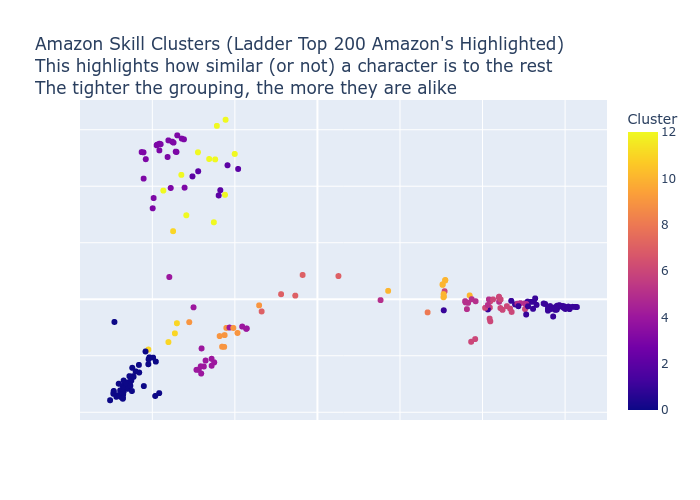 Amazon Skill Clusters (Ladder Top 200 Amazon's Highlighted)
This highlights how similar (or not) a character is to the rest
The tighter the grouping, the more they are alike
Cluster
12
10
8
6
4
2
0